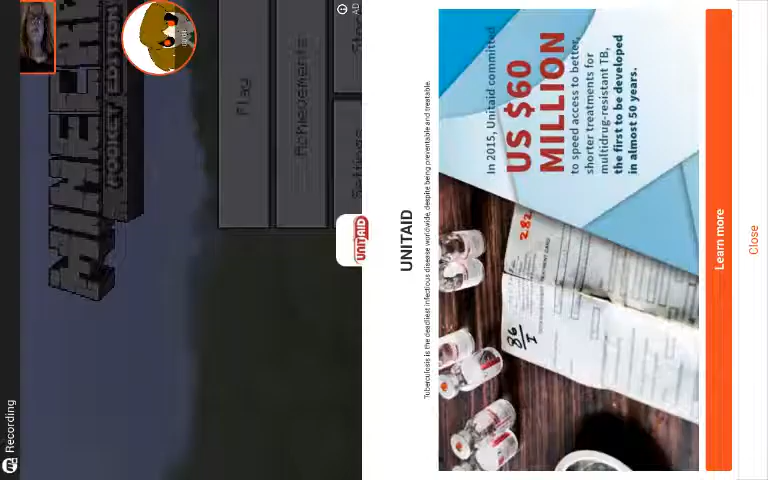 Recording
MINECRAFT
POCKET EDITION
Play
Achievements
Settings
AD
UNITAID
UNITAID
Tuberculosis is the deadliest infectious disease worldwide, despite being preventable and treatable.
In 2015, Unitaid committed
US $60
MILLION
to speed access to better,
shorter treatments for
multidrug-resistant TB,
the first to be developed
in almost 50 years.
282
86/I
Learn more
Close